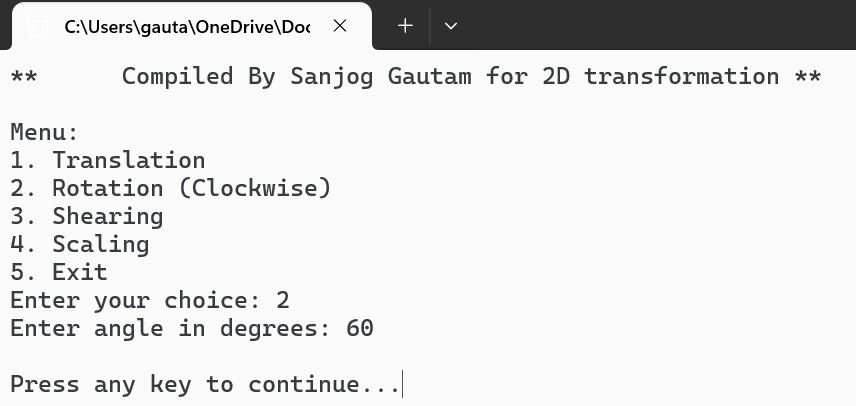 C:\Users\gauta\OneDrive\Doc
** Compiled By Sanjog Gautam for 2D transformation **
Menu:
1. Translation
2. Rotation (Clockwise)
3. Shearing
4. Scaling
5. Exit
Enter your choice: 2
Enter angle in degrees: 60
Press any key to continue...